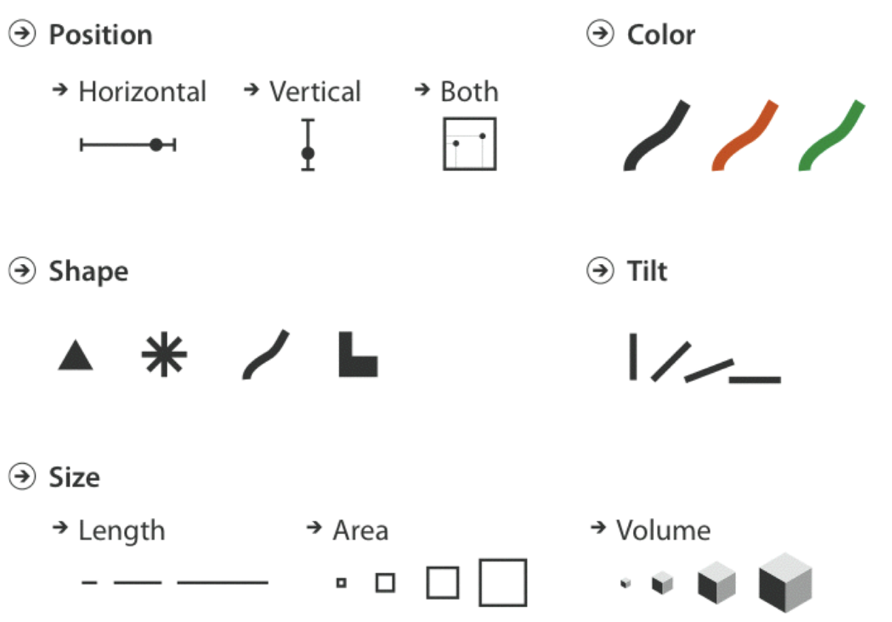 Position
Color
Horizontal
Vertical
Both
Shape
Tilt
Size
Length
Area
Volume